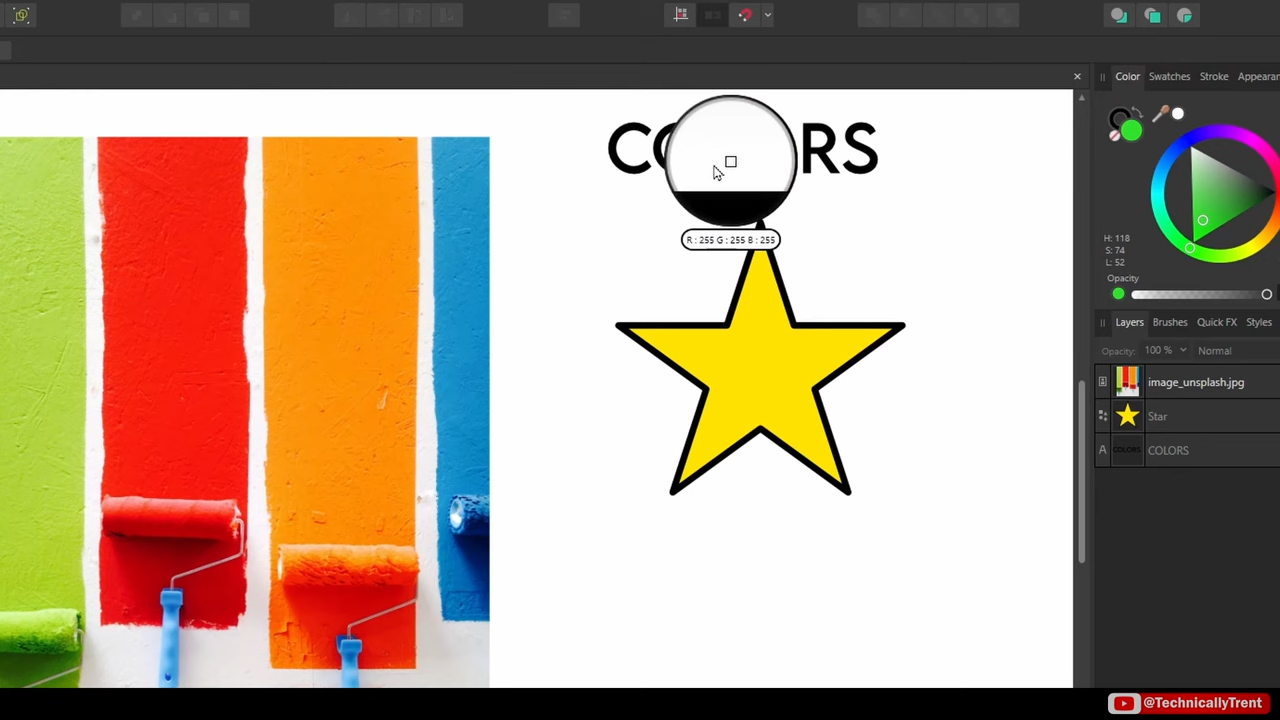 Color Swatches Stroke
CO RS
R : 255 G : 255 B : 255
H: 118
S: 74
L: 52
Opacity
Layers Brushes Quick FX Styles
Opacity: 100 % Normal
image_unsplash.jpg
Star
A COLORS COLORS
@TechnicallyTrent